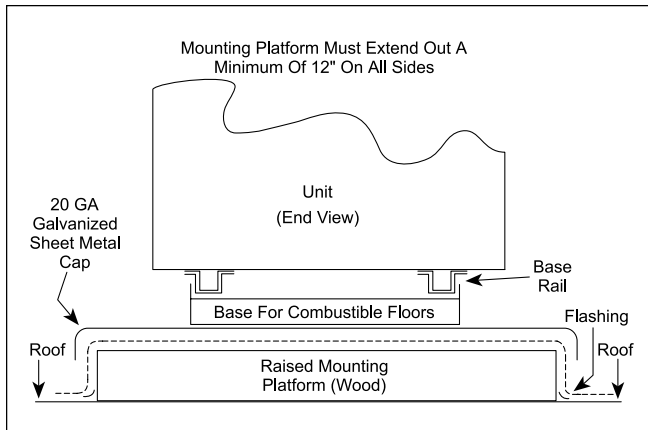 Mounting Platform Must Extend Out A
Minimum Of 12" On All Sides
Unit
(End View)
20 GA
Galvanized
Sheet Metal
Cap
Base
Rail
Base For Combustible Floors
Flashing
Roof
Roof
Raised Mounting
Platform (Wood)